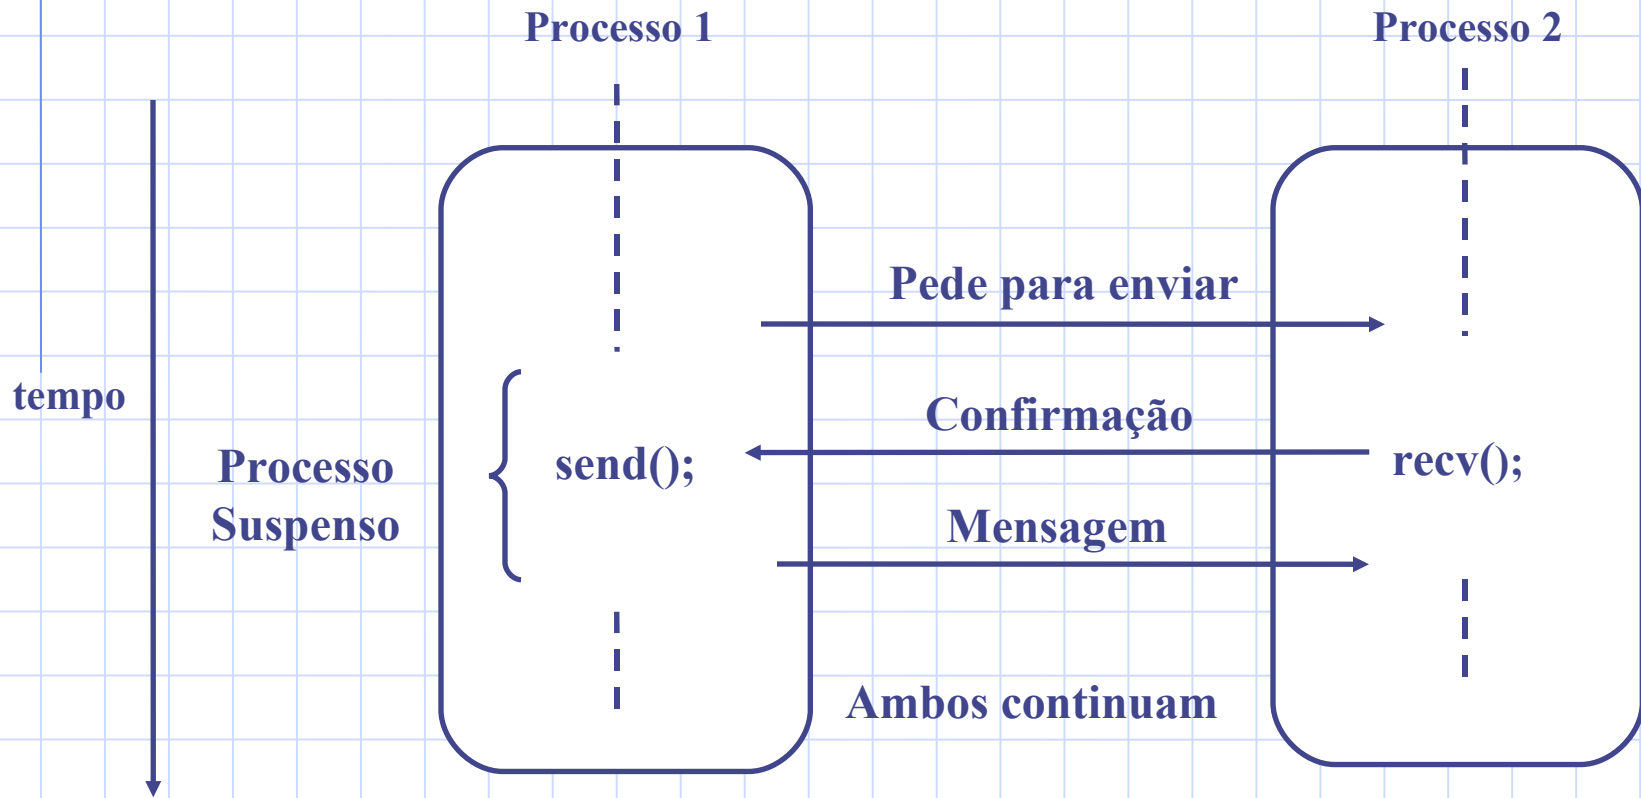 Processo 1
Processo 2
Pede para enviar
tempo
Confirmação
Processo
Suspenso
send();
recv();
Mensagem
Ambos continuam